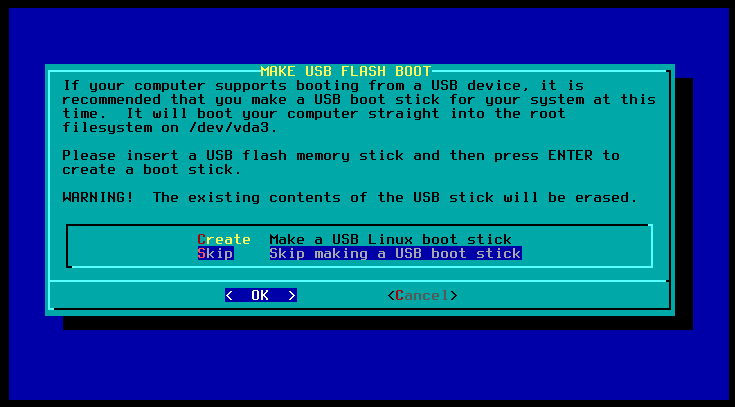 MAKE USB FLASH BOOT
If your computer supports booting from a USB device, it is
recommended that you make a USB boot stick for your system at this
time.  It will boot your computer straight into the root
filesystem on /dev/vda3.
Please insert a USB flash memory stick and then press ENTER to
create a boot stick.
WARNING!  The existing contents of the USB stick will be erased.
Create  Make a USB Linux boot stick
Skip    Skip making a USB boot stick
<  OK  >          <Cancel>